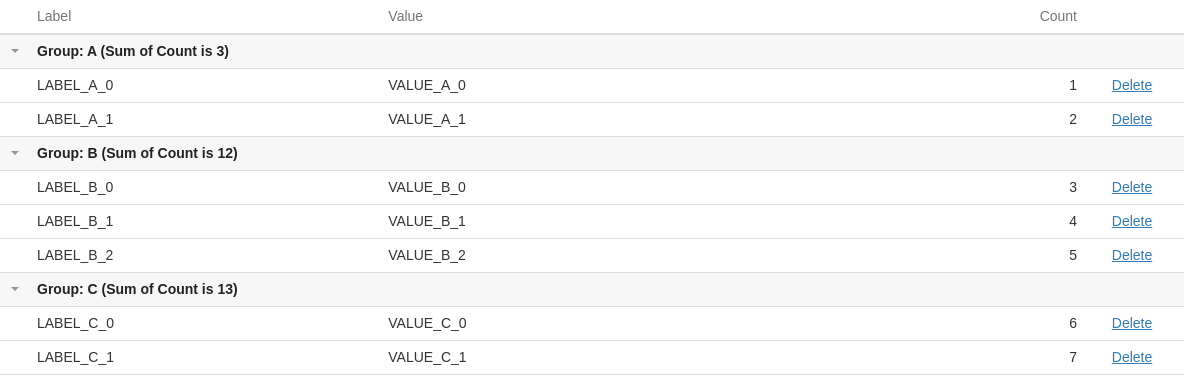 Label Value Count
Group: A (Sum of Count is 3)
LABEL_A_0 VALUE_A_0 1 Delete
LABEL_A_1 VALUE_A_1 2 Delete
Group: B (Sum of Count is 12)
LABEL_B_0 VALUE_B_0 3 Delete
LABEL_B_1 VALUE_B_1 4 Delete
LABEL_B_2 VALUE_B_2 5 Delete
Group: C (Sum of Count is 13)
LABEL_C_0 VALUE_C_0 6 Delete
LABEL_C_1 VALUE_C_1 7 Delete